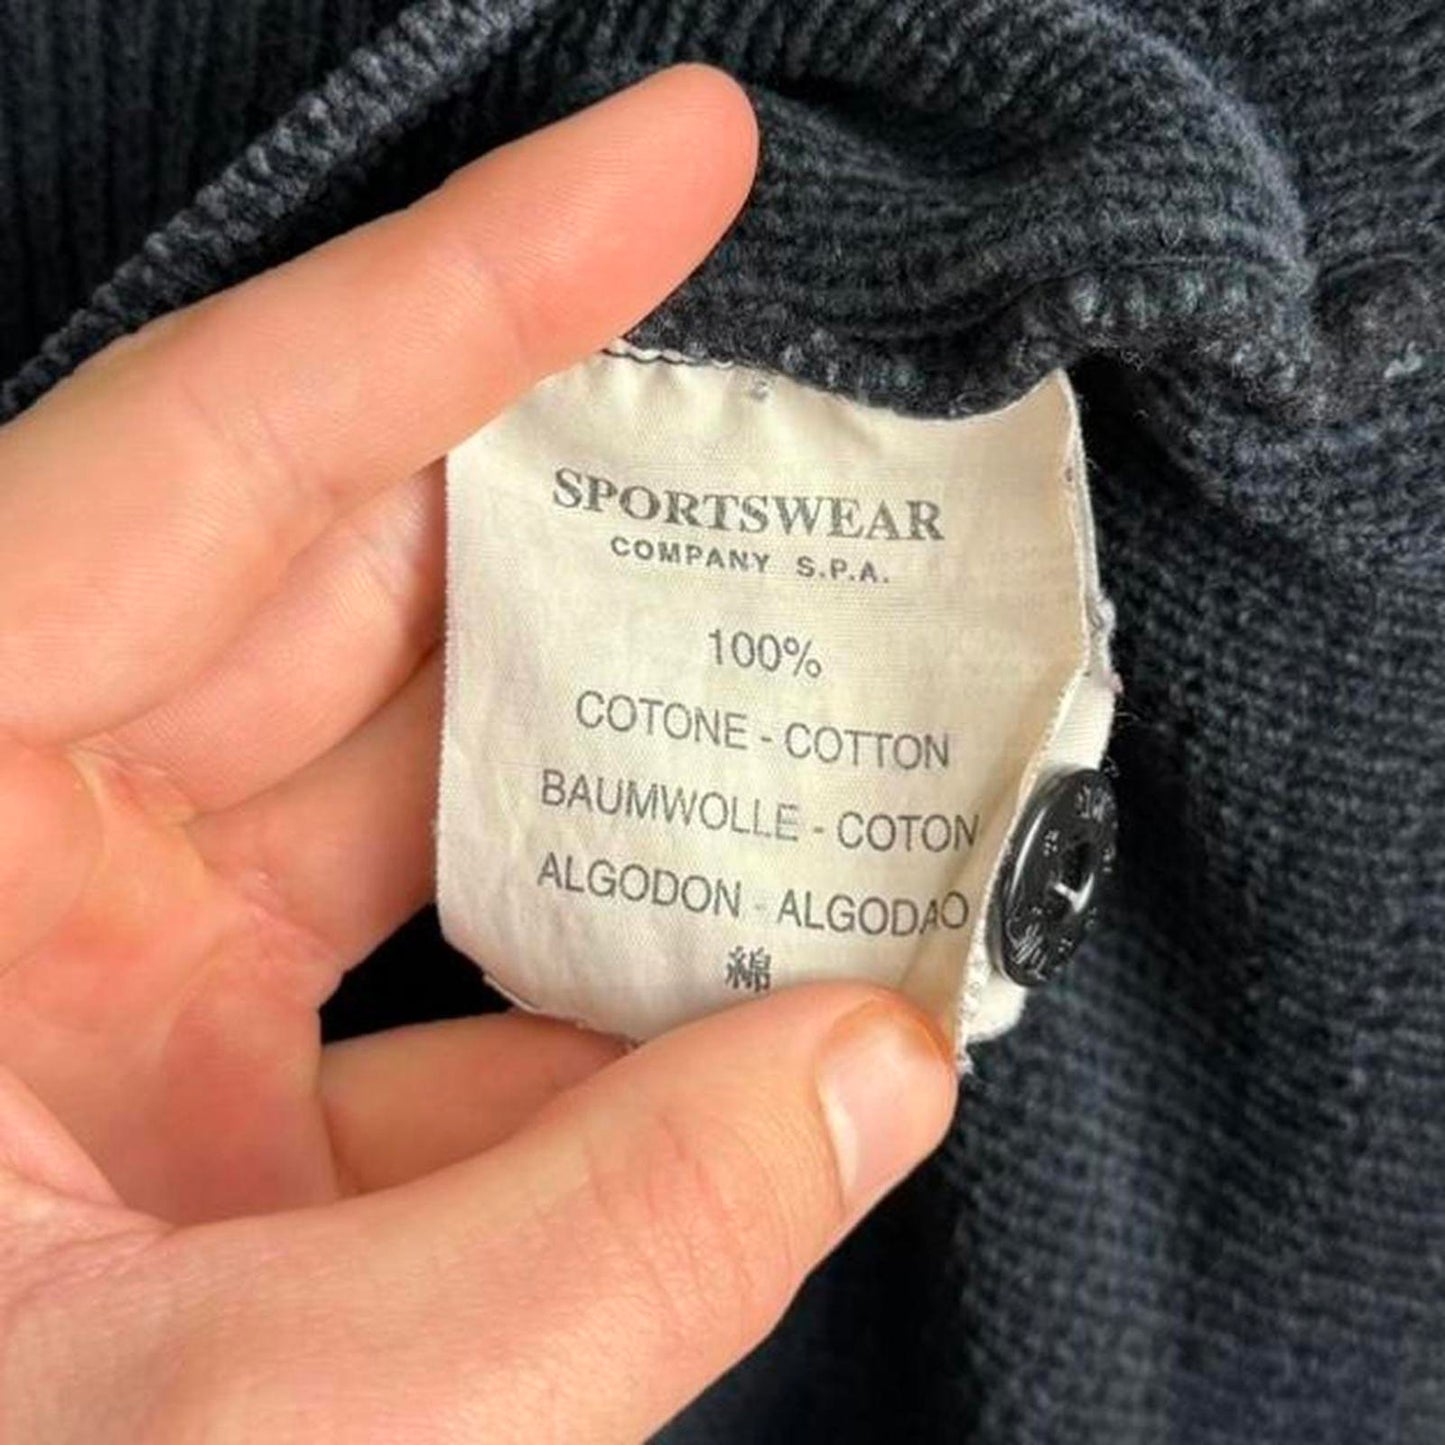 SPORTSWEAR
COMPANY S.P.A.
100%
COTONE - COTTON
BAUMWOLLE - COTON
ALGODON - ALGODAO
綿